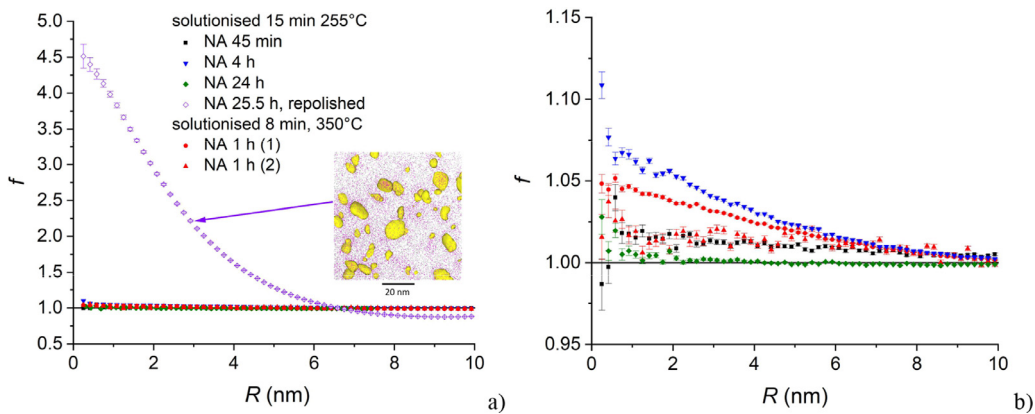 solutionised 15 min 255°C
NA 45 min
NA 4 h
NA 24 h
NA 25.5 h, repolished
solutionised 8 min, 350°C
NA 1 h (1)
NA 1 h (2)
20 nm
5.0
4.5
4.0
3.5
3.0
2.5
2.0
1.5
1.0
0.5
f
0 2 4 6 8 10
R (nm)
a)
1.15
1.10
1.05
1.00
0.95
f
0 2 4 6 8 10
R (nm)
b)